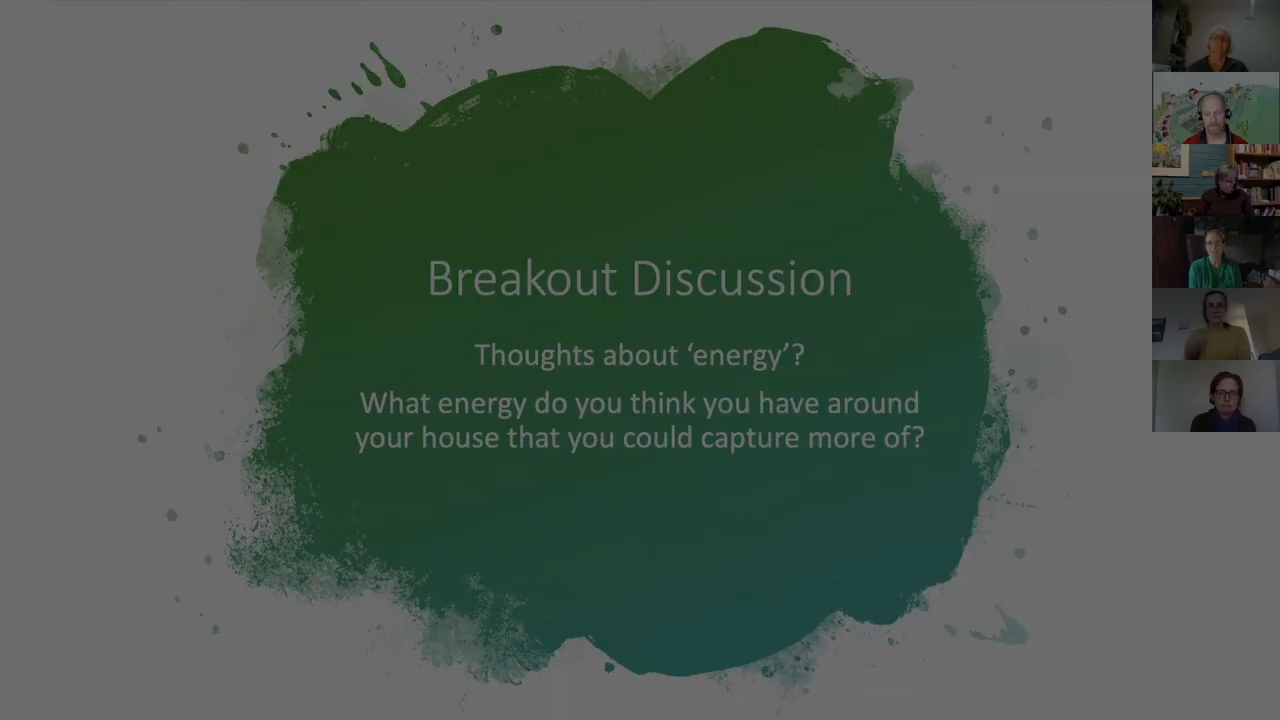 Breakout Discussion
Thoughts about ‘energy’?
What energy do you think you have around
your house that you could capture more of?